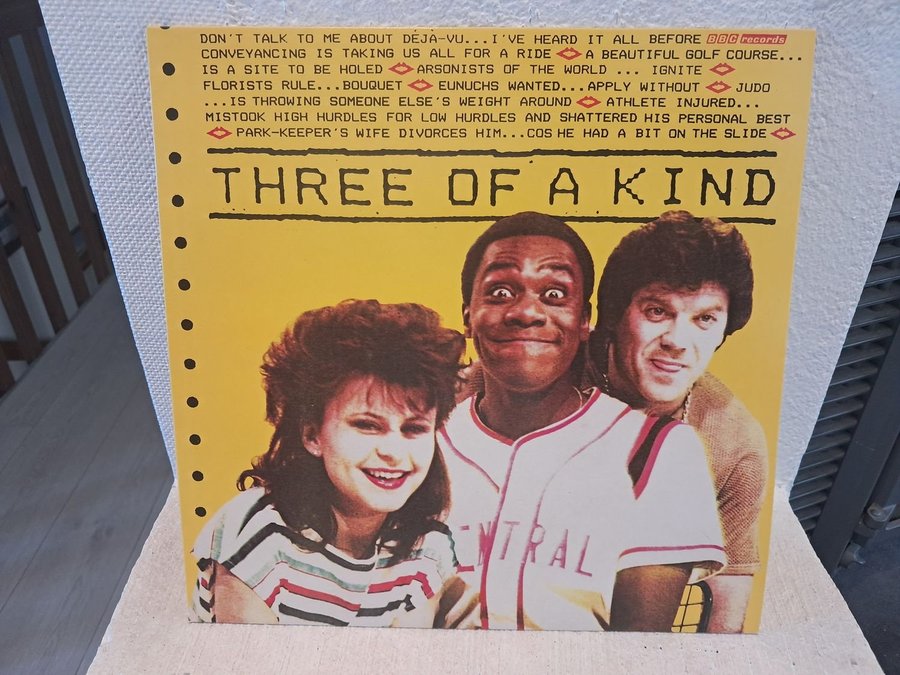 DON'T TALK TO ME ABOUT DÉJÀ-VU...I'VE HEARD IT ALL BEFORE BBC records
CONVEYANCING IS TAKING US ALL FOR A RIDE A BEAUTIFUL GOLF COURSE...
IS A SITE TO BE HOLED ARSONISTS OF THE WORLD ... IGNITE
FLORISTS RULE...BOUQUET EUNUCHS WANTED...APPLY WITHOUT JUDO
...IS THROWING SOMEONE ELSE'S WEIGHT AROUND ATHLETE INJURED...
MISTOOK HIGH HURDLES FOR LOW HURDLES AND SHATTERED HIS PERSONAL BEST
PARK-KEEPER'S WIFE DIVORCES HIM...COS HE HAD A BIT ON THE SLIDE
THREE OF A KIND
ENTRAL